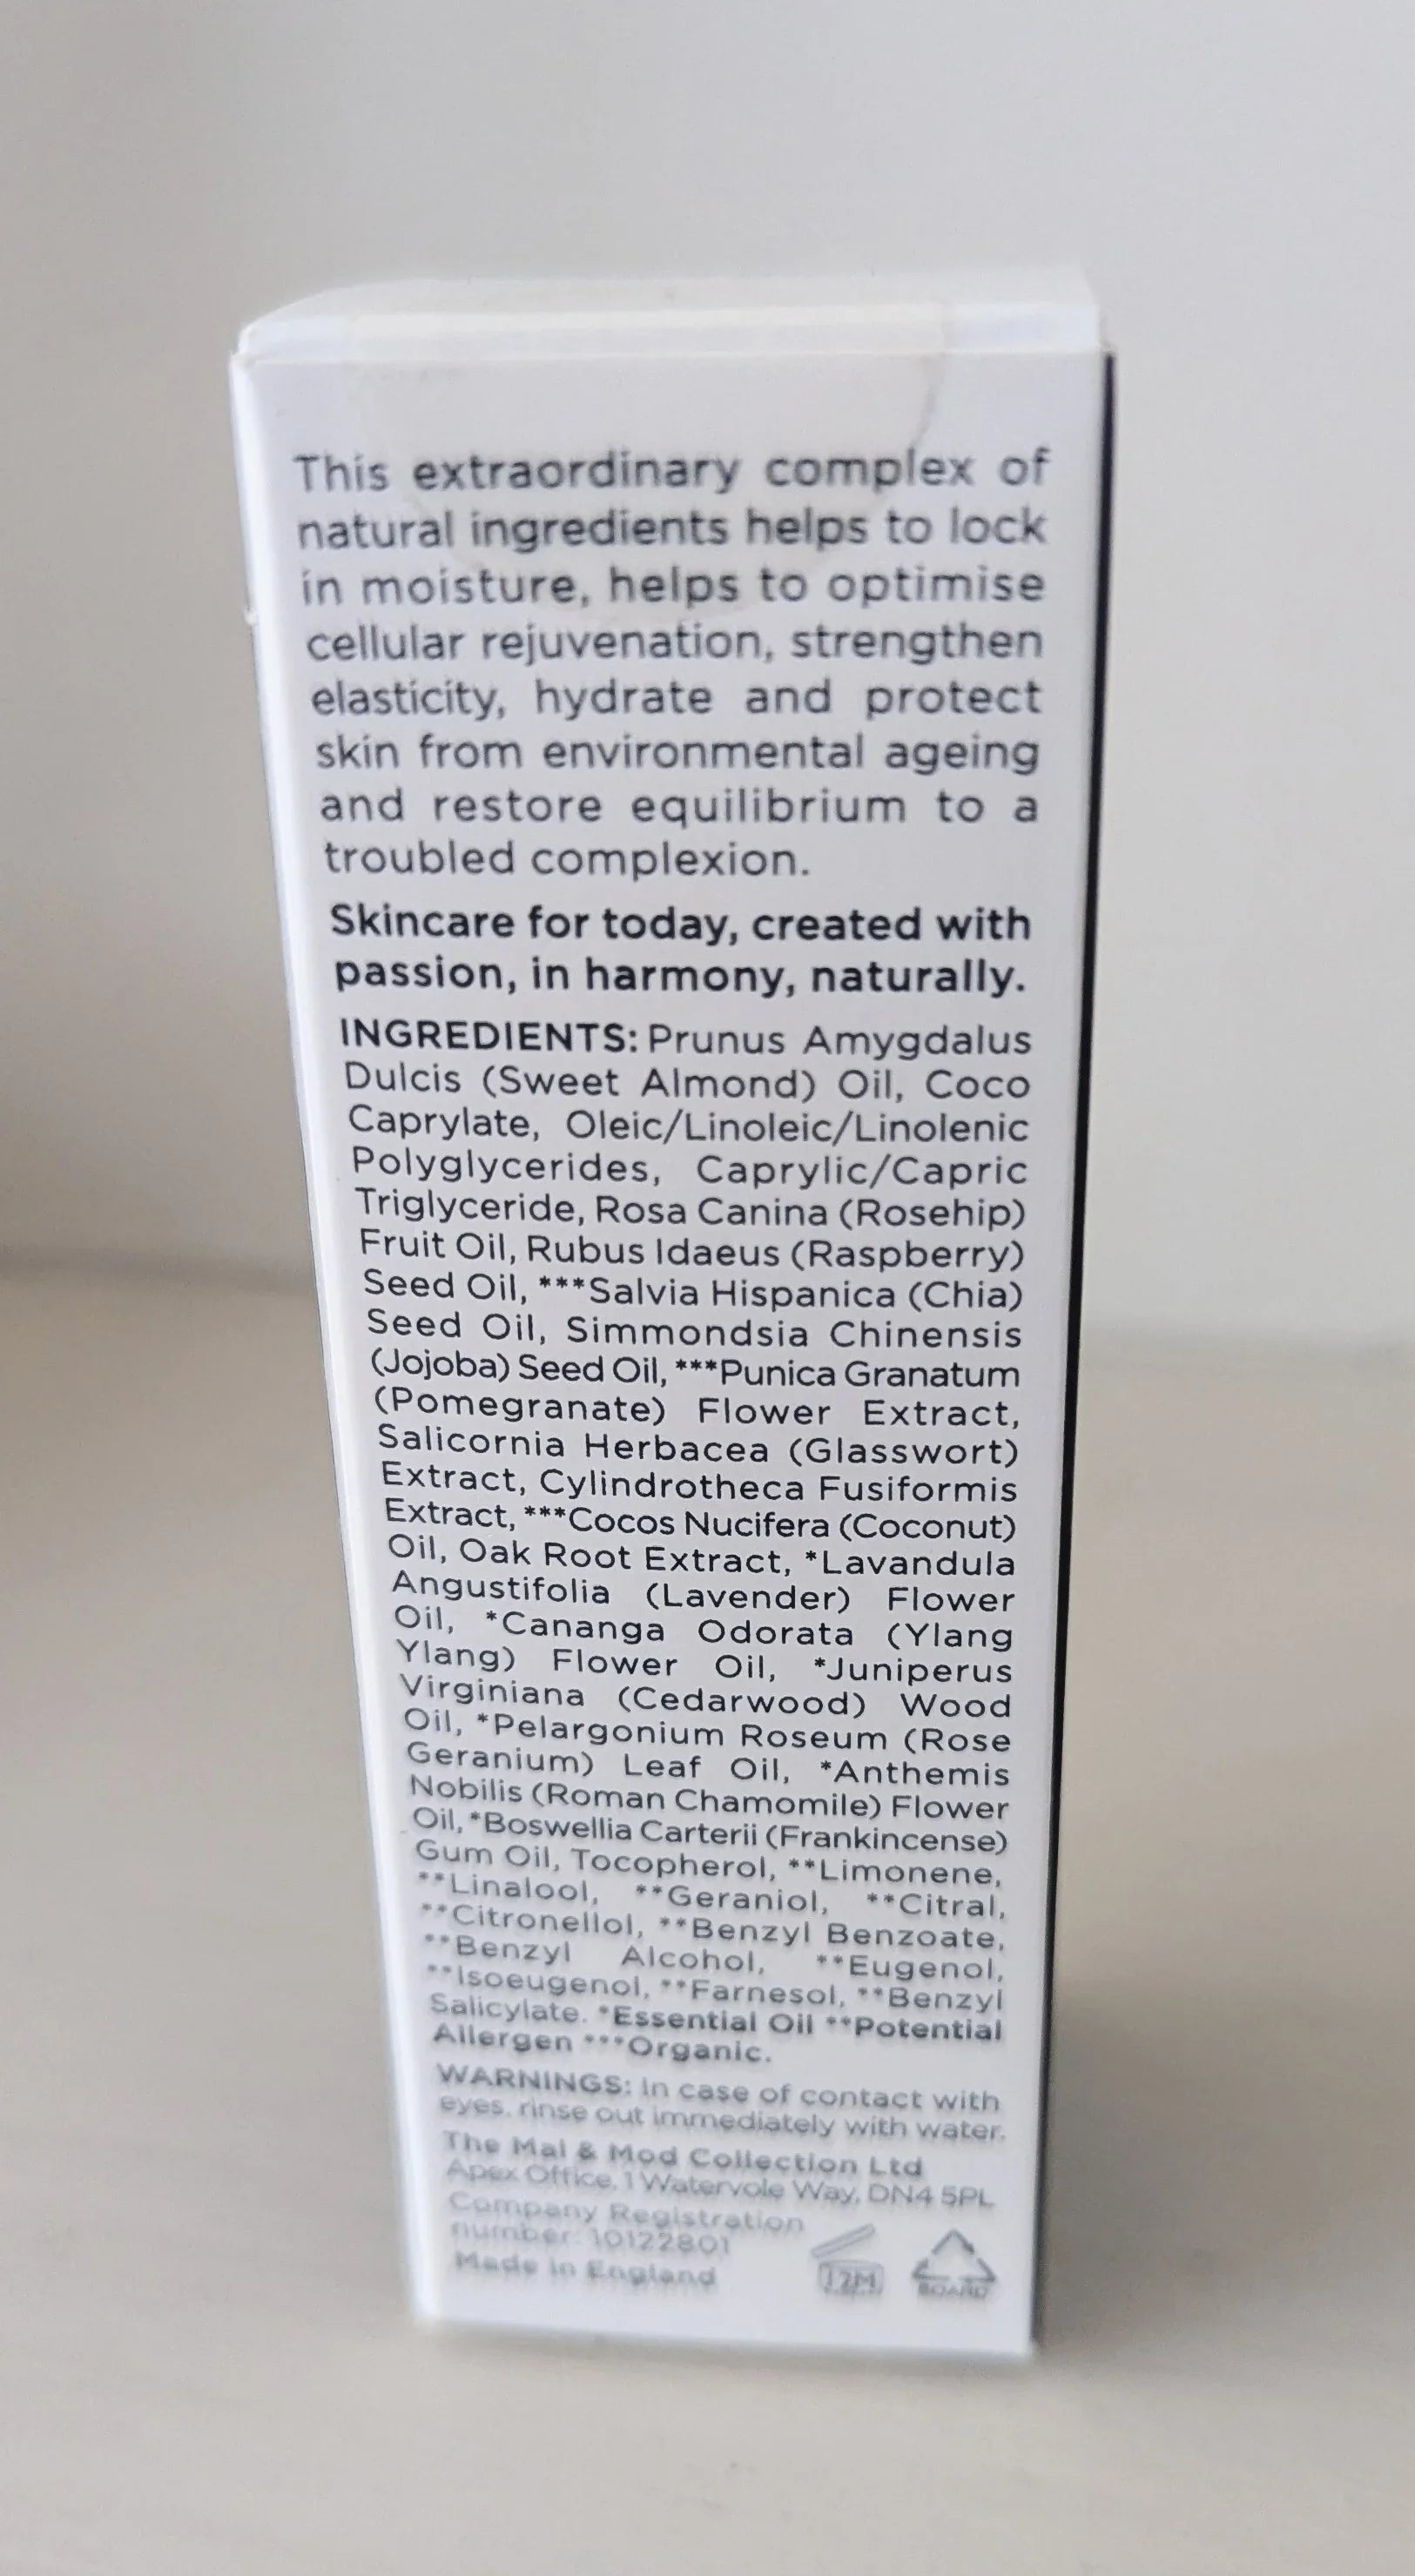 This extraordinary complex of
natural ingredients helps to lock
in moisture, helps to optimise
cellular rejuvenation, strengthen
elasticity, hydrate and protect
skin from environmental ageing
and restore equilibrium to a
troubled complexion.
Skincare for today, created with
passion, in harmony, naturally.
INGREDIENTS: Prunus Amygdalus
Dulcis (Sweet Almond) Oil, Coco
Caprylate, Oleic/Linoleic/Linolenic
Polyglycerides, Caprylic/Capric
Triglyceride, Rosa Canina (Rosehip)
Fruit Oil, Rubus Idaeus (Raspberry)
Seed Oil, ***Salvia Hispanica (Chia)
Seed Oil, Simmondsia Chinensis
(Jojoba) Seed Oil, ***Punica Granatum
(Pomegranate) Flower Extract,
Salicornia Herbacea (Glasswort)
Extract, Cylindrotheca Fusiformis
Extract, ***Cocos Nucifera (Coconut)
Oil, Oak Root Extract, *Lavandula
Angustifolia (Lavender) Flower
Oil, *Cananga Odorata (Ylang
Ylang) Flower Oil, *Juniperus
Virginiana (Cedarwood) Wood
Oil, *Pelargonium Roseum (Rose
Geranium) Leaf Oil, *Anthemis
Nobilis (Roman Chamomile) Flower
Oil, *Boswellia Carterii (Frankincense)
Gum Oil, Tocopherol, **Limonene,
**Linalool, **Geraniol, **Citral,
**Citronellol, **Benzyl Benzoate,
**Benzyl Alcohol, **Eugenol,
**Isoeugenol, **Farnesol, **Benzyl
Salicylate. *Essential Oil **Potential
Allergen ***Organic.
WARNINGS: In case of contact with
eyes, rinse out immediately with water.
The Mal & Mod Collection Ltd
Apex Office, 1 Watervole Way, DN4 5PL
Company Registration
number: 10122801
Made in England
12M
BOARD